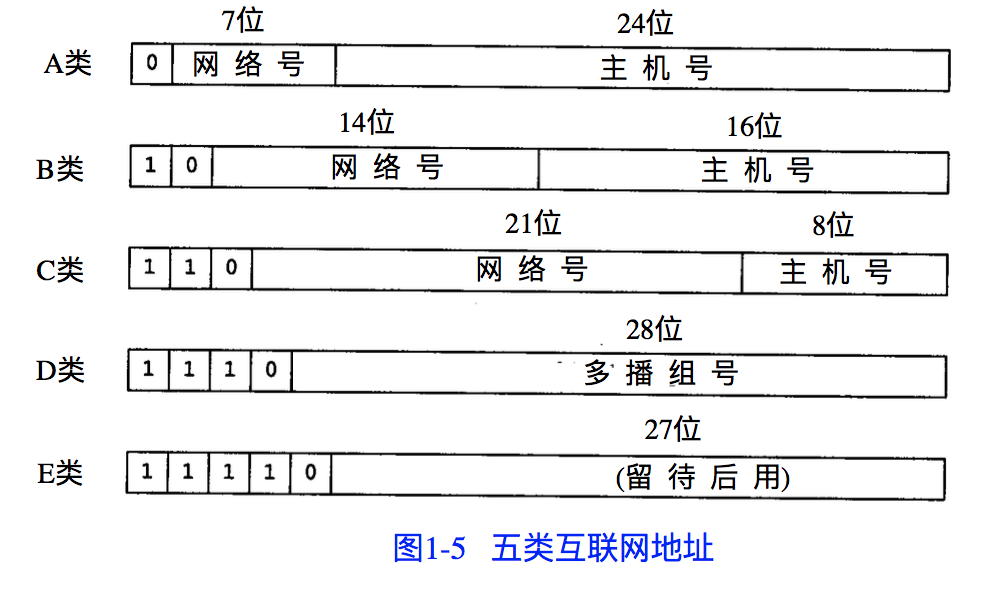 7位 24位
A类 0 网络号 主机号
14位 16位
B类 1 0 网络号 主机号
21位 8位
C类 1 1 0 网络号 主机号
28位
D类 1 1 1 0 多播组号
27位
E类 1 1 1 1 0 (留待后用)
图1-5 五类互联网地址